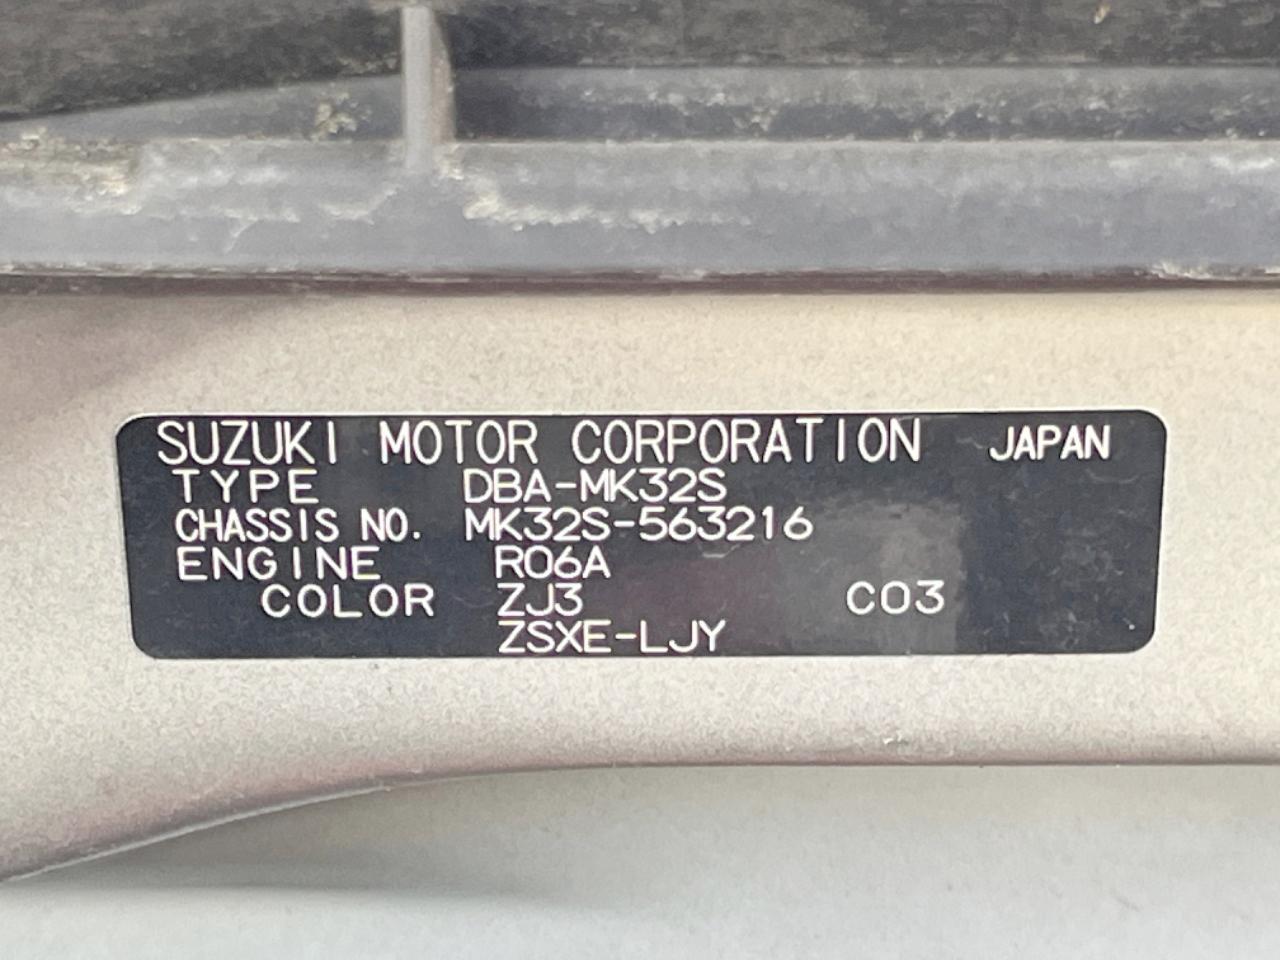 SUZUKI MOTOR CORPORATION JAPAN
TYPE DBA-MK32S
CHASSIS NO. MK32S-563216
ENGINE R06A
COLOR ZJ3 C03
ZSXE-LJY